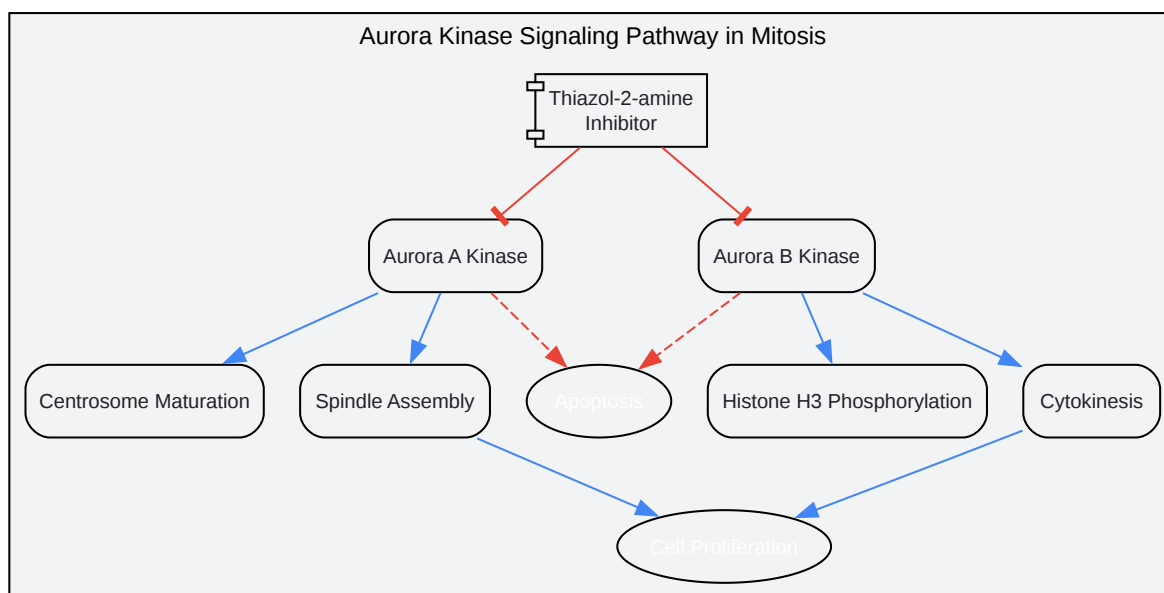 Aurora Kinase Signaling Pathway in Mitosis
Thiazol-2-amine
Inhibitor
Aurora A Kinase
Aurora B Kinase
Centrosome Maturation
Spindle Assembly
Apoptosis
Histone H3 Phosphorylation
Cytokinesis
Cell Proliferation